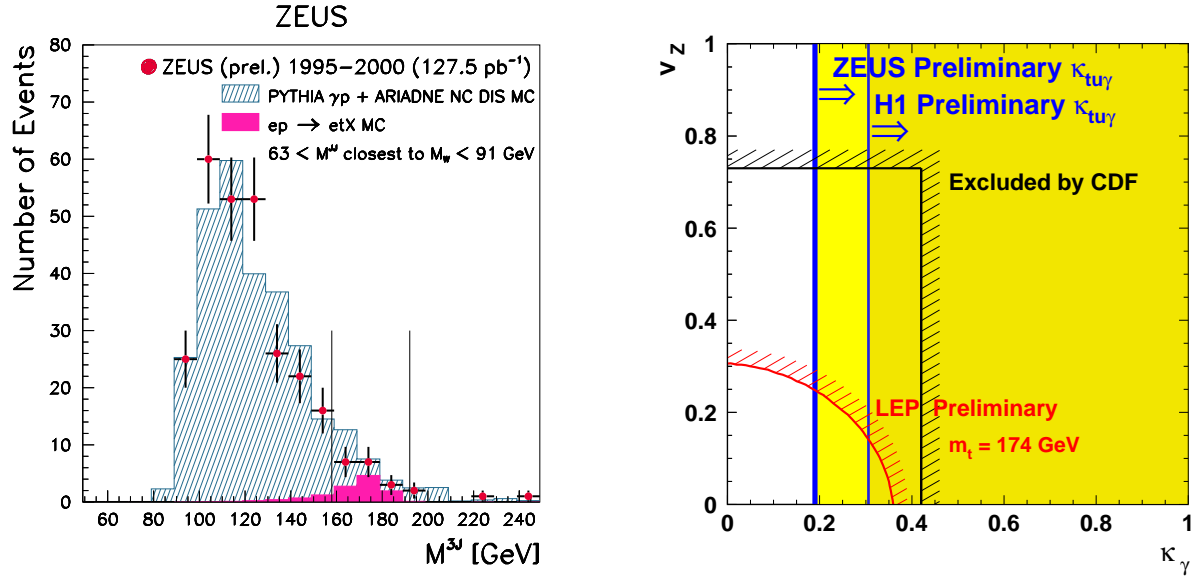 ZEUS
Number of Events
80
70
60
50
40
30
20
10
0
ZEUS (prel.) 1995−2000 (127.5 pb⁻¹)
PYTHIA γp + ARIADNE NC DIS MC
ep → etX MC
63 < Mᴶᴶ closest to M_W < 91 GeV
60 80 100 120 140 160 180 200 220 240
M³ᴶ [GeV]
v_Z
1
0.8
0.6
0.4
0.2
0
ZEUS Preliminary κ_tuγ
⇒
H1 Preliminary κ_tuγ
⇒
Excluded by CDF
LEP Preliminary
m_t = 174 GeV
0 0.2 0.4 0.6 0.8 1
κ_γ